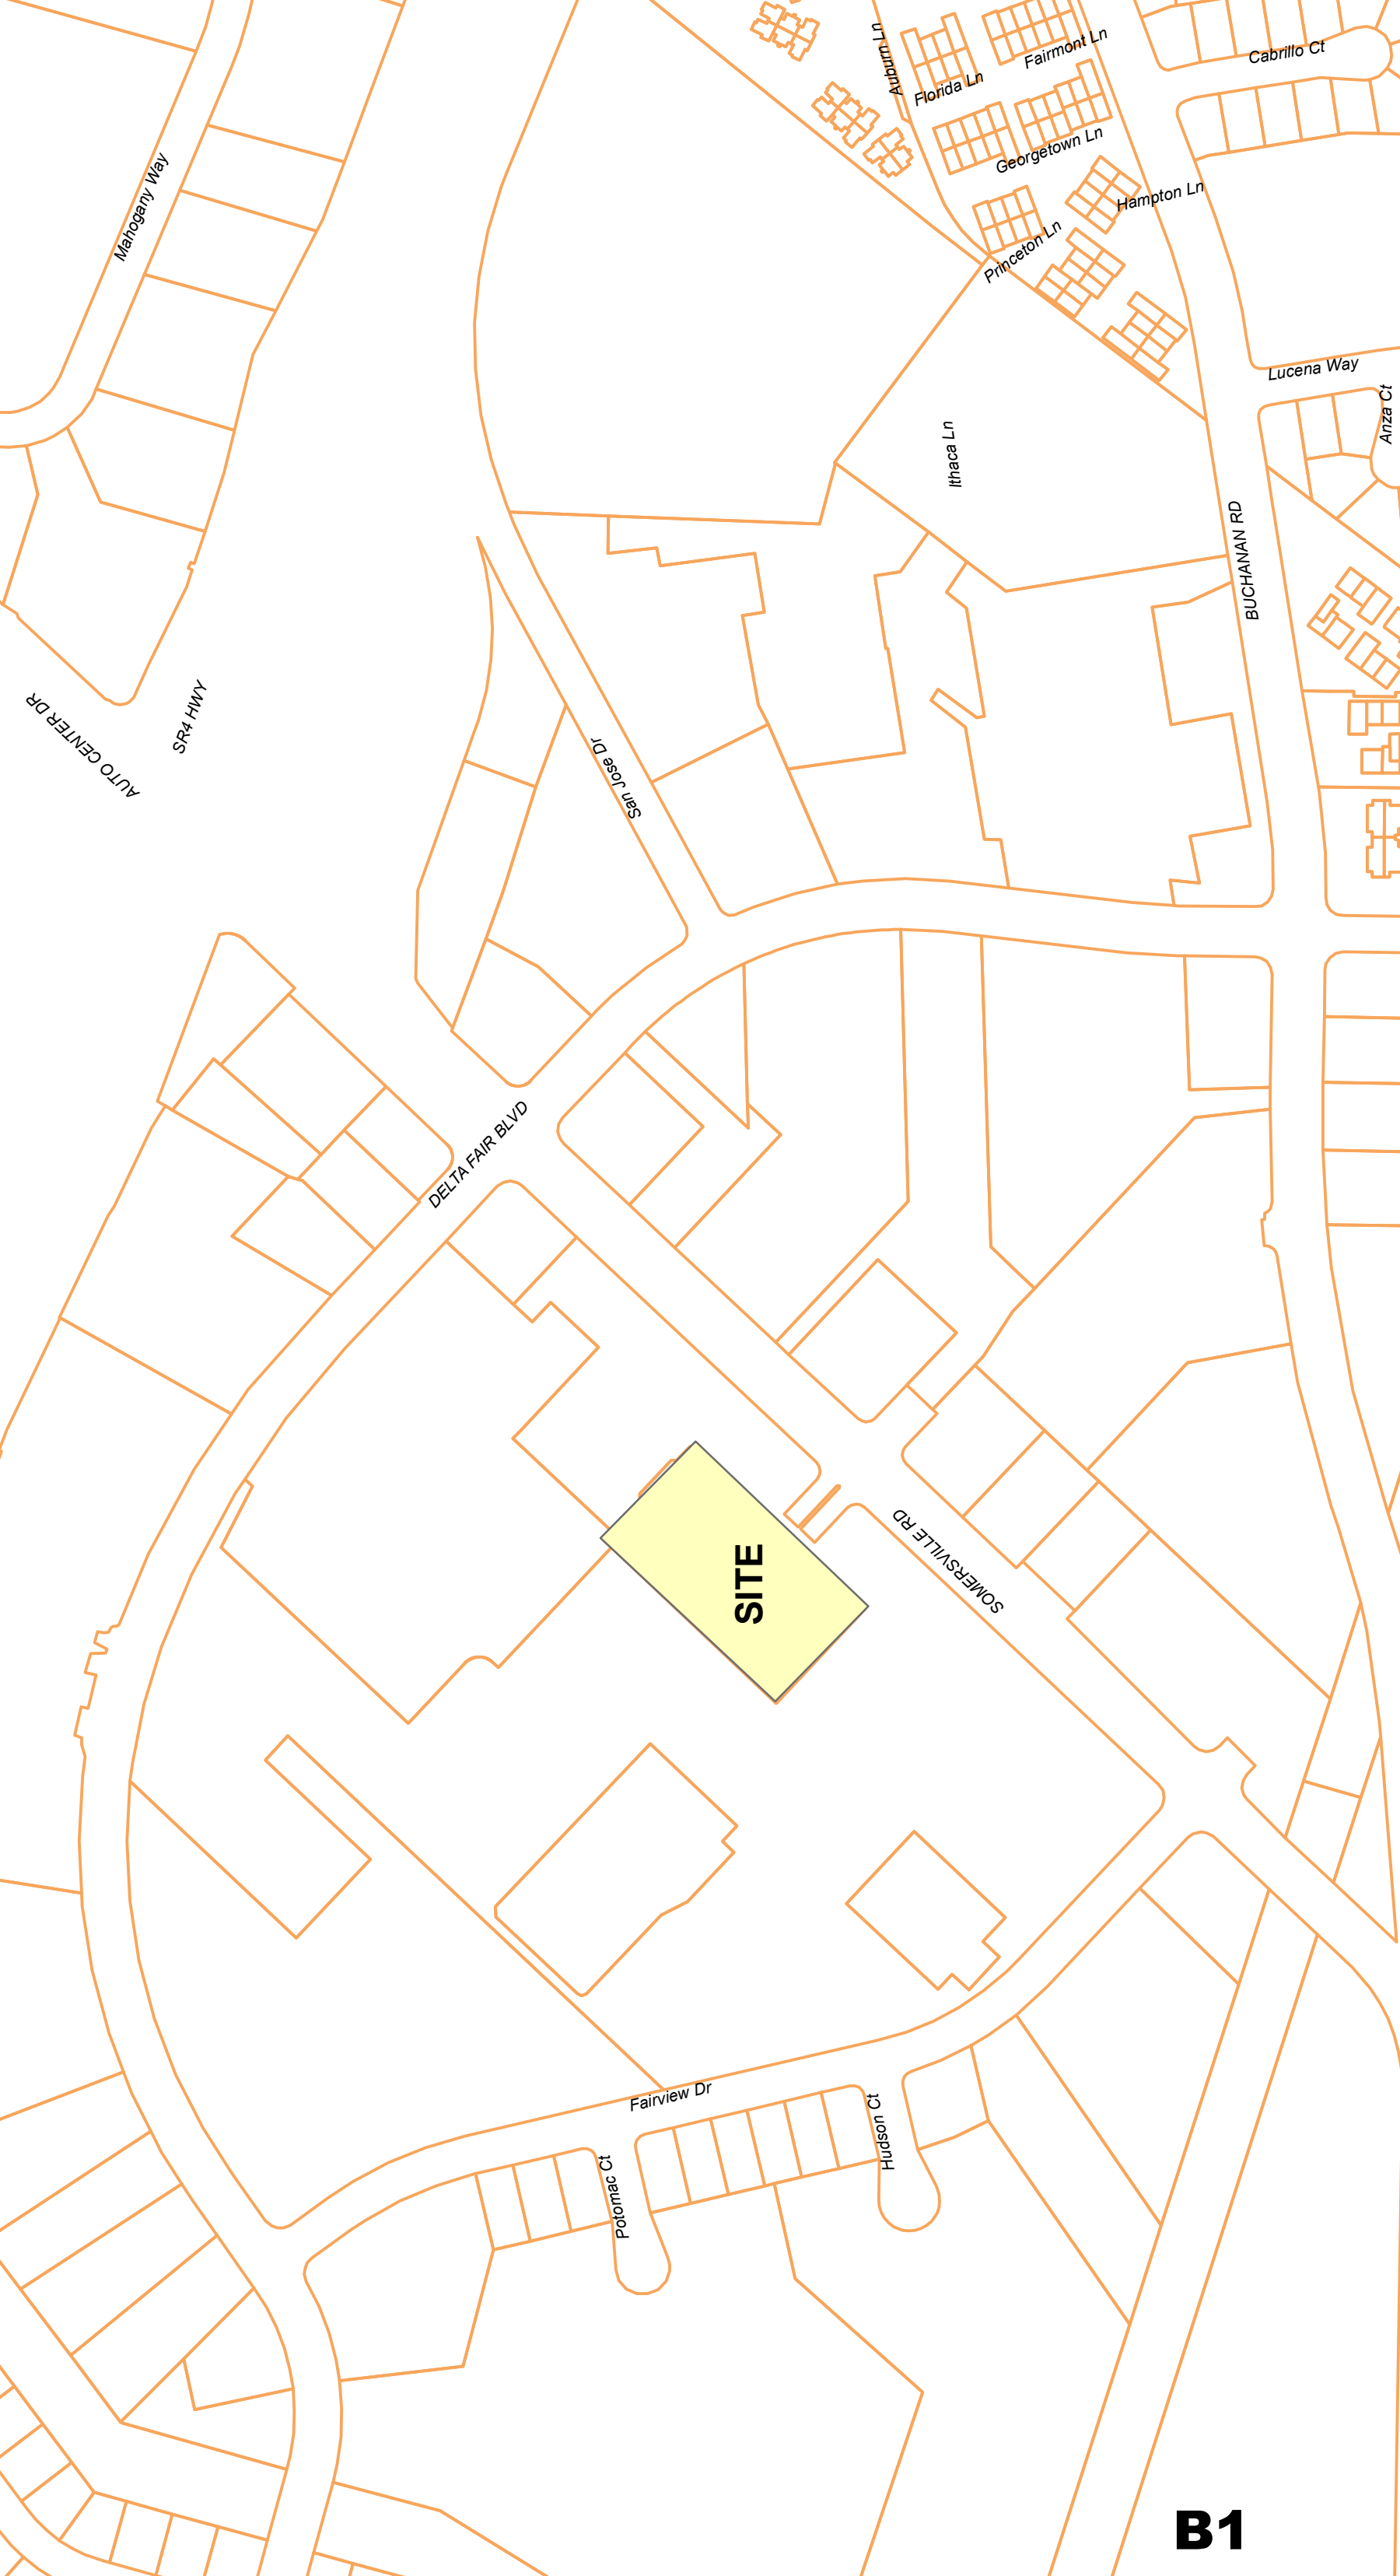 Auburn Ln
Fairmont Ln
Cabrillo Ct
Florida Ln
Georgetown Ln
Mahogany Way
Hampton Ln
Princeton Ln
Lucena Way
Anza Ct
Ithaca Ln
BUCHANAN RD
SR4 HWY
AUTO CENTER DR
San Jose Dr
DELTA FAIR BLVD
SITE
SOMERSVILLE RD
Fairview Dr
Hudson Ct
Potomac Ct
B1